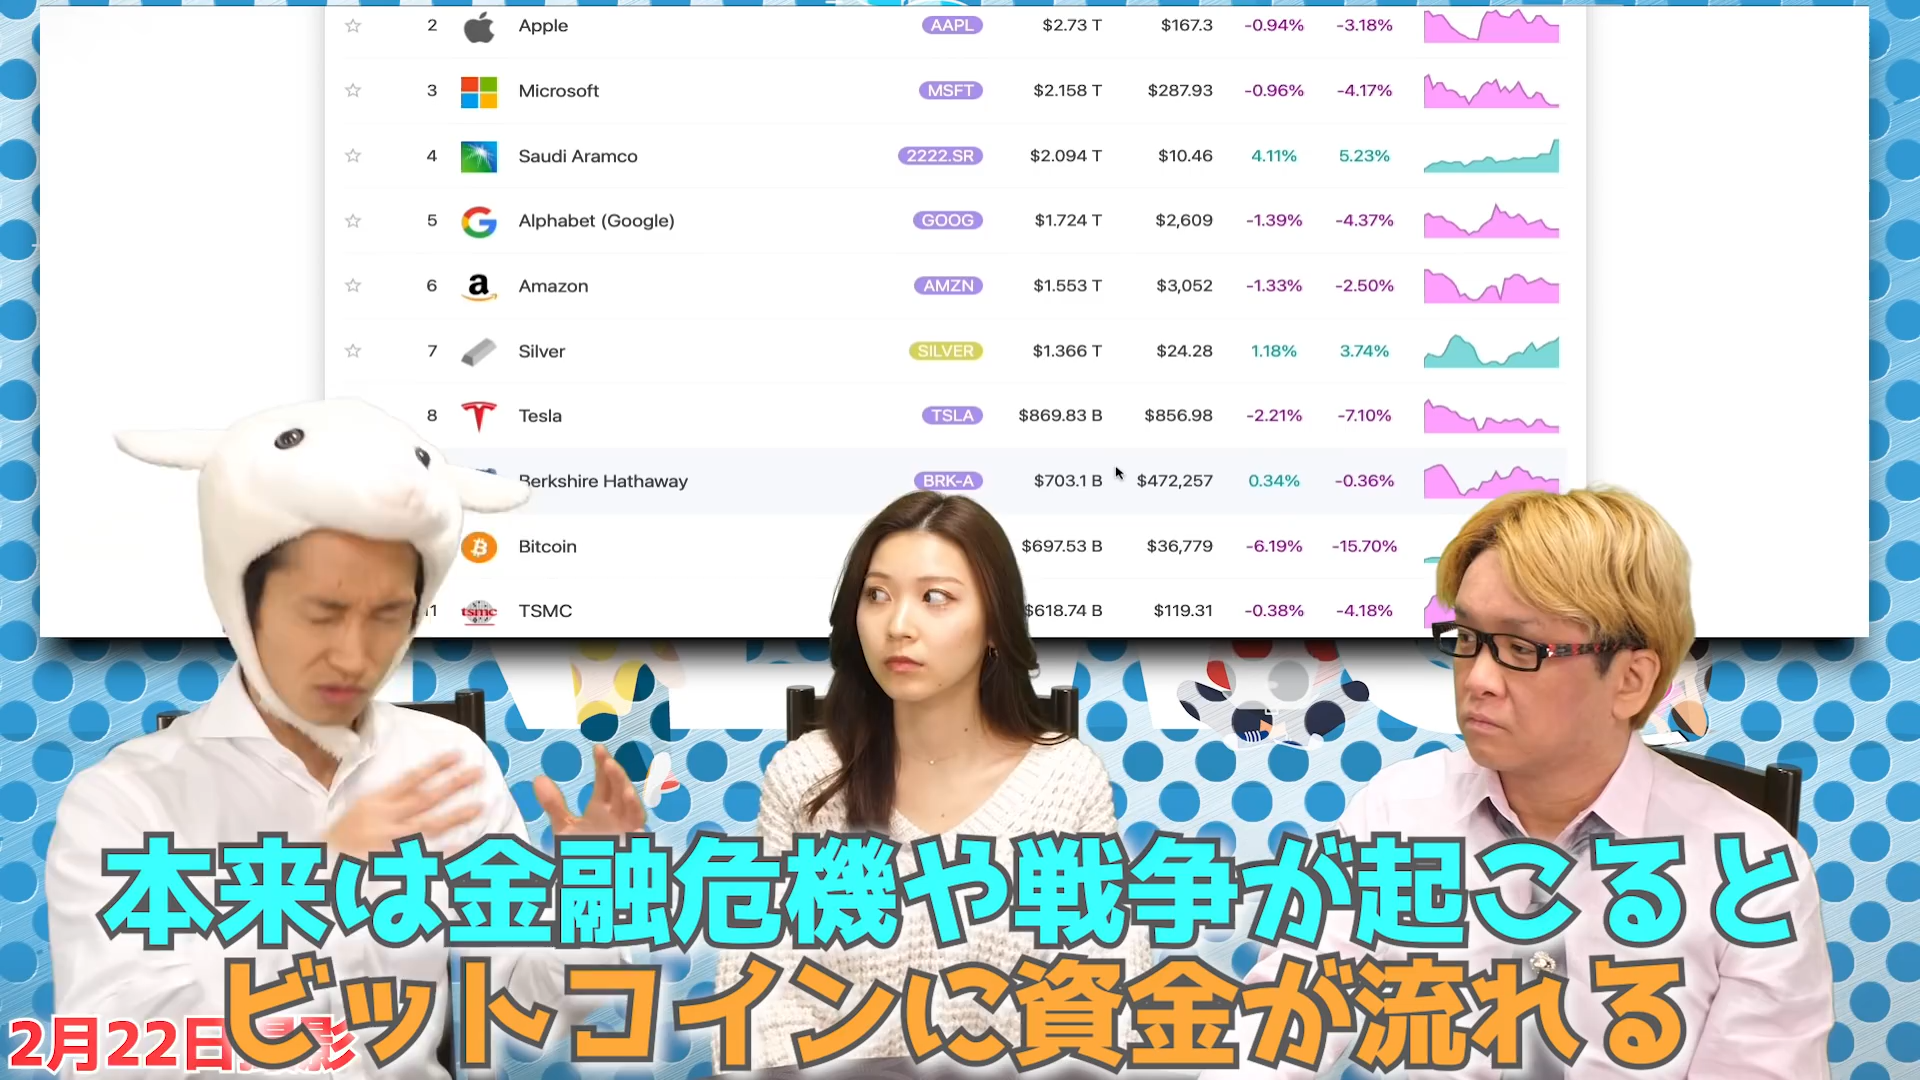 2 Apple AAPL $2.73 T $167.3 -0.94% -3.18%
3 Microsoft MSFT $2.158 T $287.93 -0.96% -4.17%
4 Saudi Aramco 2222.SR $2.094 T $10.46 4.11% 5.23%
5 Alphabet (Google) GOOG $1.724 T $2,609 -1.39% -4.37%
6 Amazon AMZN $1.553 T $3,052 -1.33% -2.50%
7 Silver SILVER $1.366 T $24.28 1.18% 3.74%
8 Tesla TSLA $869.83 B $856.98 -2.21% -7.10%
Berkshire Hathaway BRK-A $703.1 B $472,257 0.34% -0.36%
Bitcoin $697.53 B $36,779 -6.19% -15.70%
11 tsmc TSMC $618.74 B $119.31 -0.38% -4.18%
本来は金融危機や戦争が起こると
ビットコインに資金が流れる
2月22日撮影